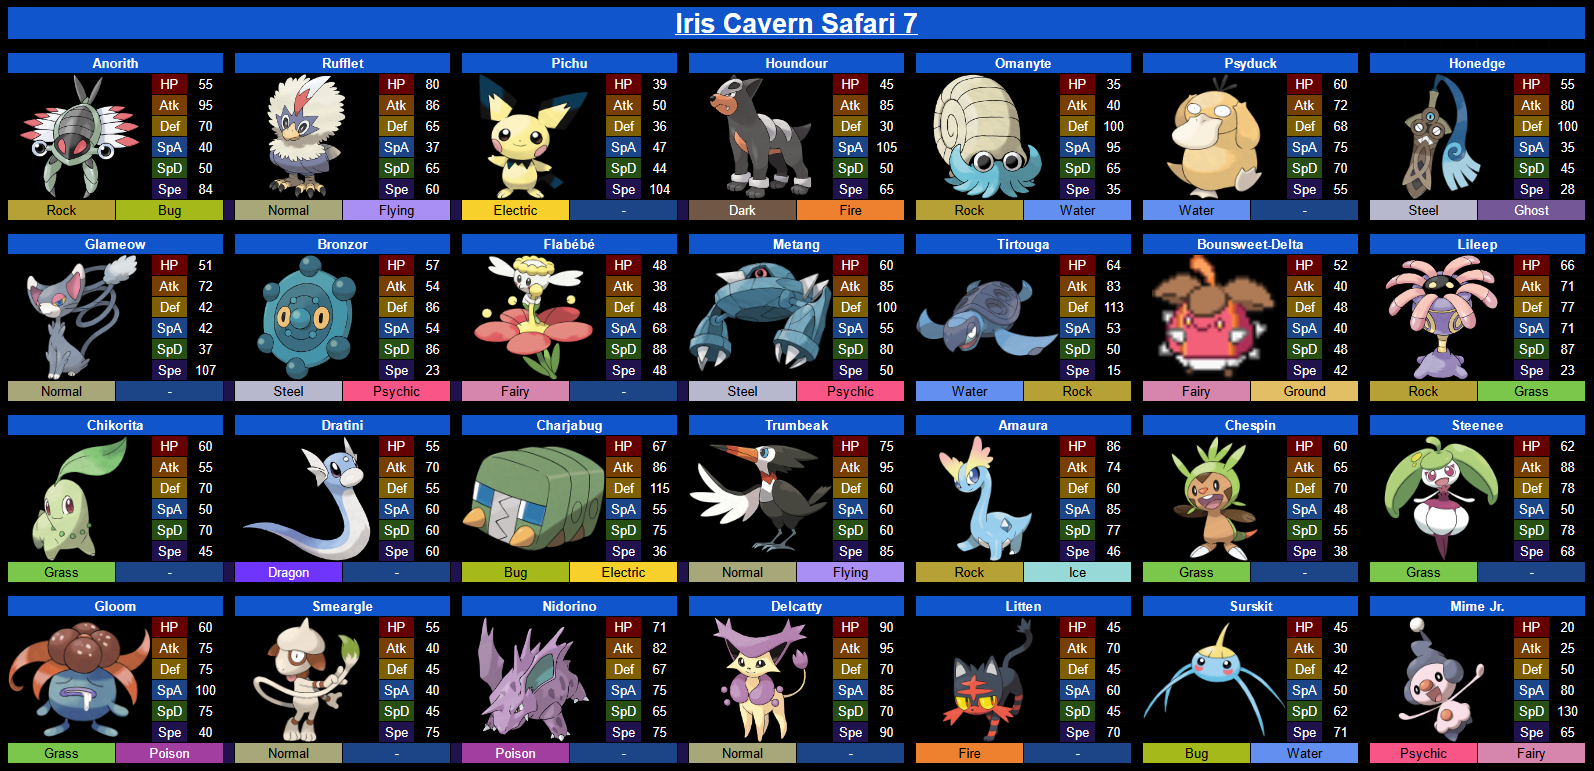 Iris Cavern Safari 7
Anorith Rufflet Pichu Houndour Omanyte Psyduck Honedge
HP 55 HP 80 HP 39 HP 45 HP 35 HP 60 HP 55
Atk 95 Atk 86 Atk 50 Atk 85 Atk 40 Atk 72 Atk 80
Def 70 Def 65 Def 36 Def 30 Def 100 Def 68 Def 100
SpA 40 SpA 37 SpA 47 SpA 105 SpA 95 SpA 75 SpA 35
SpD 50 SpD 65 SpD 44 SpD 50 SpD 65 SpD 70 SpD 45
Spe 84 Spe 60 Spe 104 Spe 65 Spe 35 Spe 55 Spe 28
Rock Bug Normal Flying Electric - Dark Fire Rock Water Water - Steel Ghost
Glameow Bronzor Flabébé Metang Tirtouga Bounsweet-Delta Lileep
HP 51 HP 57 HP 48 HP 60 HP 64 HP 52 HP 66
Atk 72 Atk 54 Atk 38 Atk 85 Atk 83 Atk 40 Atk 71
Def 42 Def 86 Def 48 Def 100 Def 113 Def 48 Def 77
SpA 42 SpA 54 SpA 68 SpA 55 SpA 53 SpA 40 SpA 71
SpD 37 SpD 86 SpD 88 SpD 80 SpD 50 SpD 48 SpD 87
Spe 107 Spe 23 Spe 48 Spe 50 Spe 15 Spe 42 Spe 23
Normal - Steel Psychic Fairy - Steel Psychic Water Rock Fairy Ground Rock Grass
Chikorita Dratini Charjabug Trumbeak Amaura Chespin Steenee
HP 60 HP 55 HP 67 HP 75 HP 86 HP 60 HP 62
Atk 55 Atk 70 Atk 86 Atk 95 Atk 74 Atk 65 Atk 88
Def 70 Def 55 Def 115 Def 60 Def 60 Def 70 Def 78
SpA 50 SpA 60 SpA 55 SpA 50 SpA 85 SpA 48 SpA 50
SpD 70 SpD 60 SpD 75 SpD 60 SpD 77 SpD 55 SpD 78
Spe 45 Spe 60 Spe 36 Spe 85 Spe 46 Spe 38 Spe 68
Grass - Dragon - Bug Electric Normal Flying Rock Ice Grass - Grass -
Gloom Smeargle Nidorino Delcatty Litten Surskit Mime Jr.
HP 60 HP 55 HP 71 HP 90 HP 45 HP 45 HP 20
Atk 75 Atk 40 Atk 82 Atk 95 Atk 70 Atk 30 Atk 25
Def 75 Def 45 Def 67 Def 70 Def 45 Def 42 Def 50
SpA 100 SpA 40 SpA 75 SpA 85 SpA 60 SpA 50 SpA 80
SpD 75 SpD 45 SpD 65 SpD 70 SpD 45 SpD 62 SpD 130
Spe 40 Spe 75 Spe 75 Spe 90 Spe 70 Spe 71 Spe 65
Grass Poison Normal - Poison - Normal - Fire - Bug Water Psychic Fairy